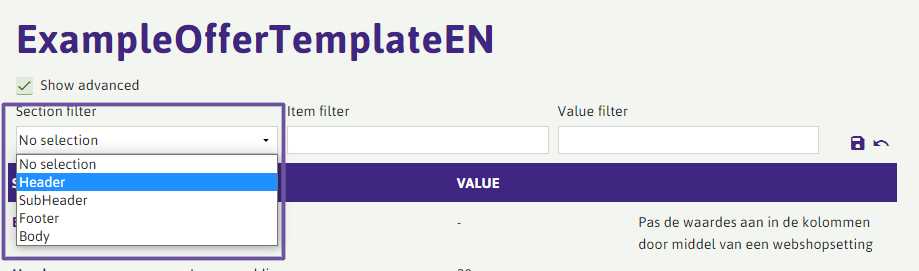 ExampleOfferTemplateEN
Show advanced
Section filter Item filter Value filter
No selection
No selection
Header
SubHeader
Footer
Body
VALUE
-
Pas de waardes aan in de kolommen
door middel van een webshopsetting